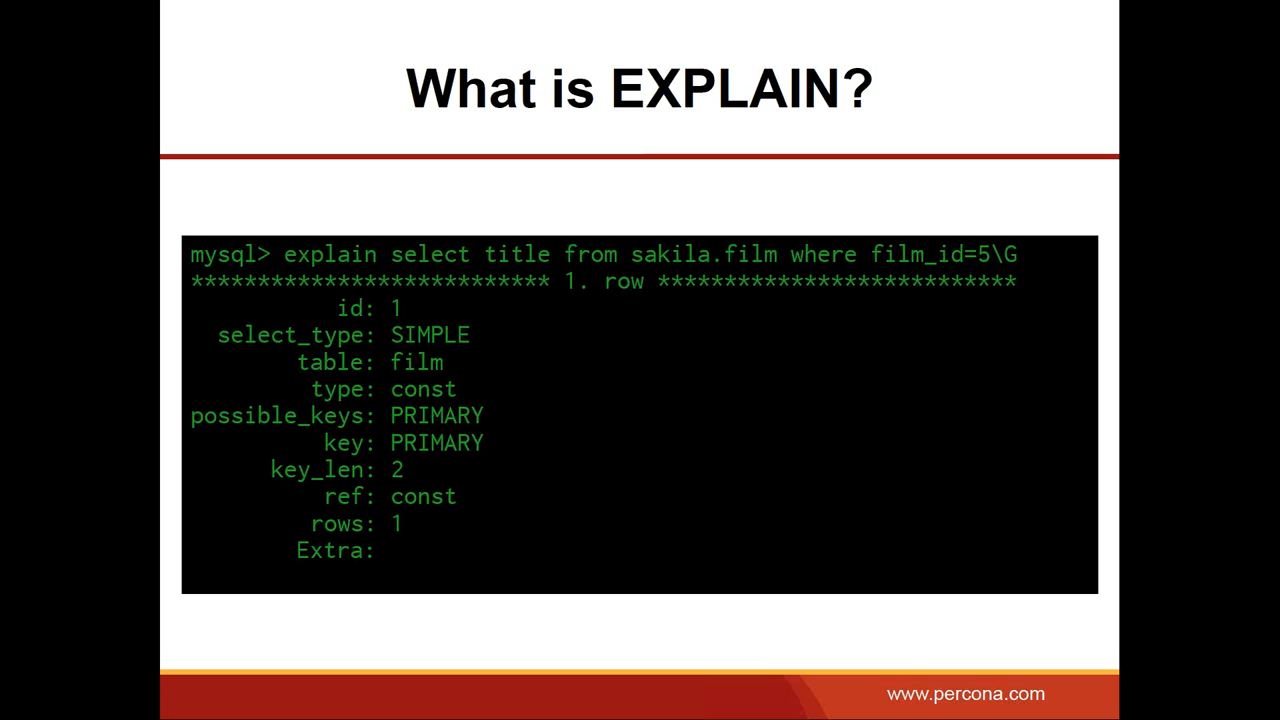 What is EXPLAIN?
mysql> explain select title from sakila.film where film_id=5\G
*************************** 1. row ***************************
id: 1
select_type: SIMPLE
table: film
type: const
possible_keys: PRIMARY
key: PRIMARY
key_len: 2
ref: const
rows: 1
Extra:
www.percona.com